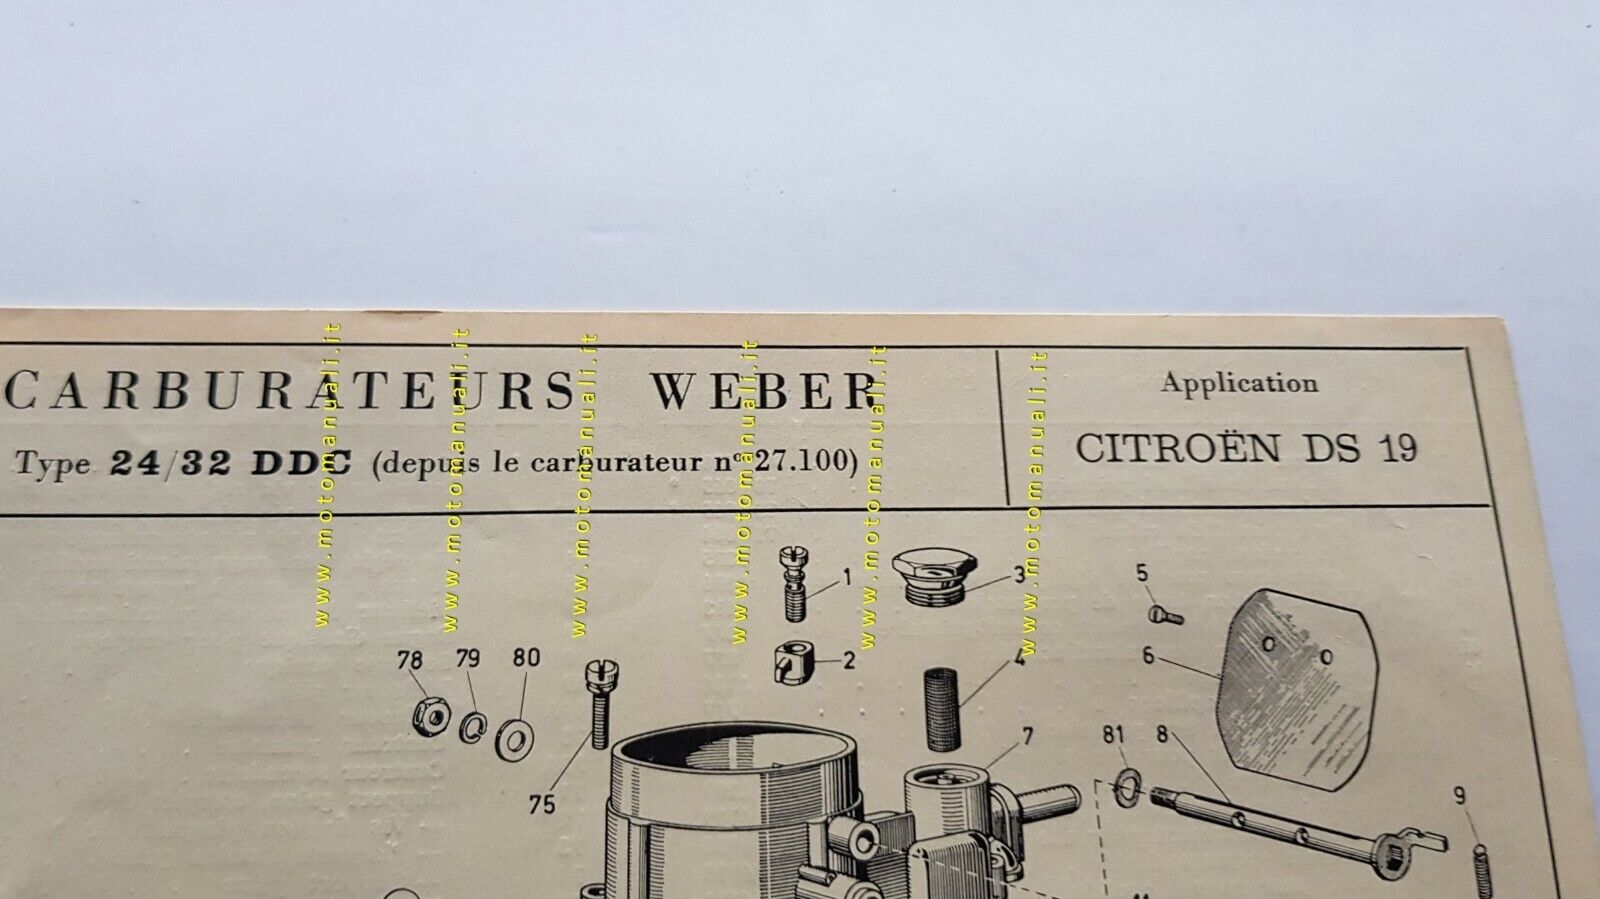 CARBURATEURS WEBER
Type 24/32 DDC (depuis le carburateur nº 27.100)
Application
CITROËN DS 19
www.motomanuali.it
www.motomanuali.it
www.motomanuali.it
www.motomanuali.it
www.motomanuali.it
www.motomanuali.it
1
3
5
2
4
6
78
79
80
7
81
8
75
9